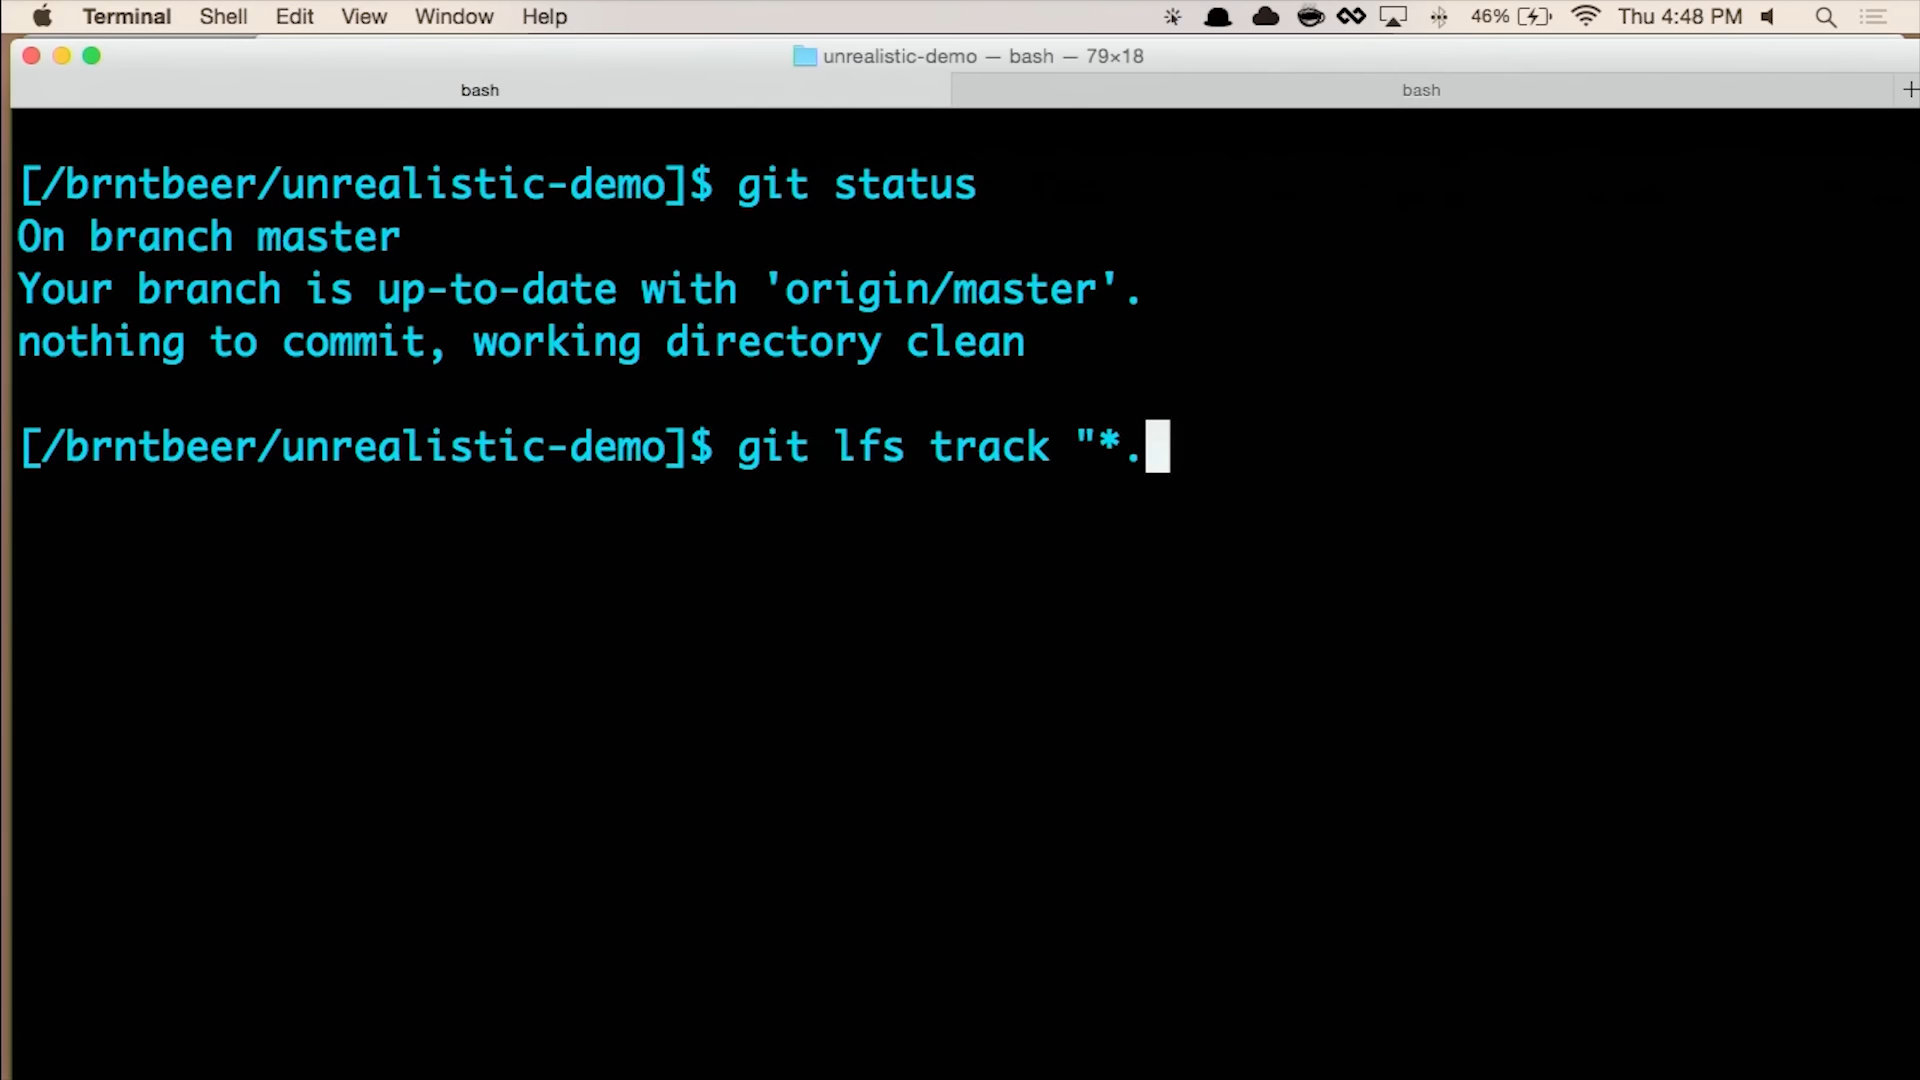 Terminal Shell Edit View Window Help 46% Thu 4:48 PM
unrealistic-demo — bash — 79×18
bash bash +
[/brntbeer/unrealistic-demo]$ git status
On branch master
Your branch is up-to-date with 'origin/master'.
nothing to commit, working directory clean
[/brntbeer/unrealistic-demo]$ git lfs track "*.